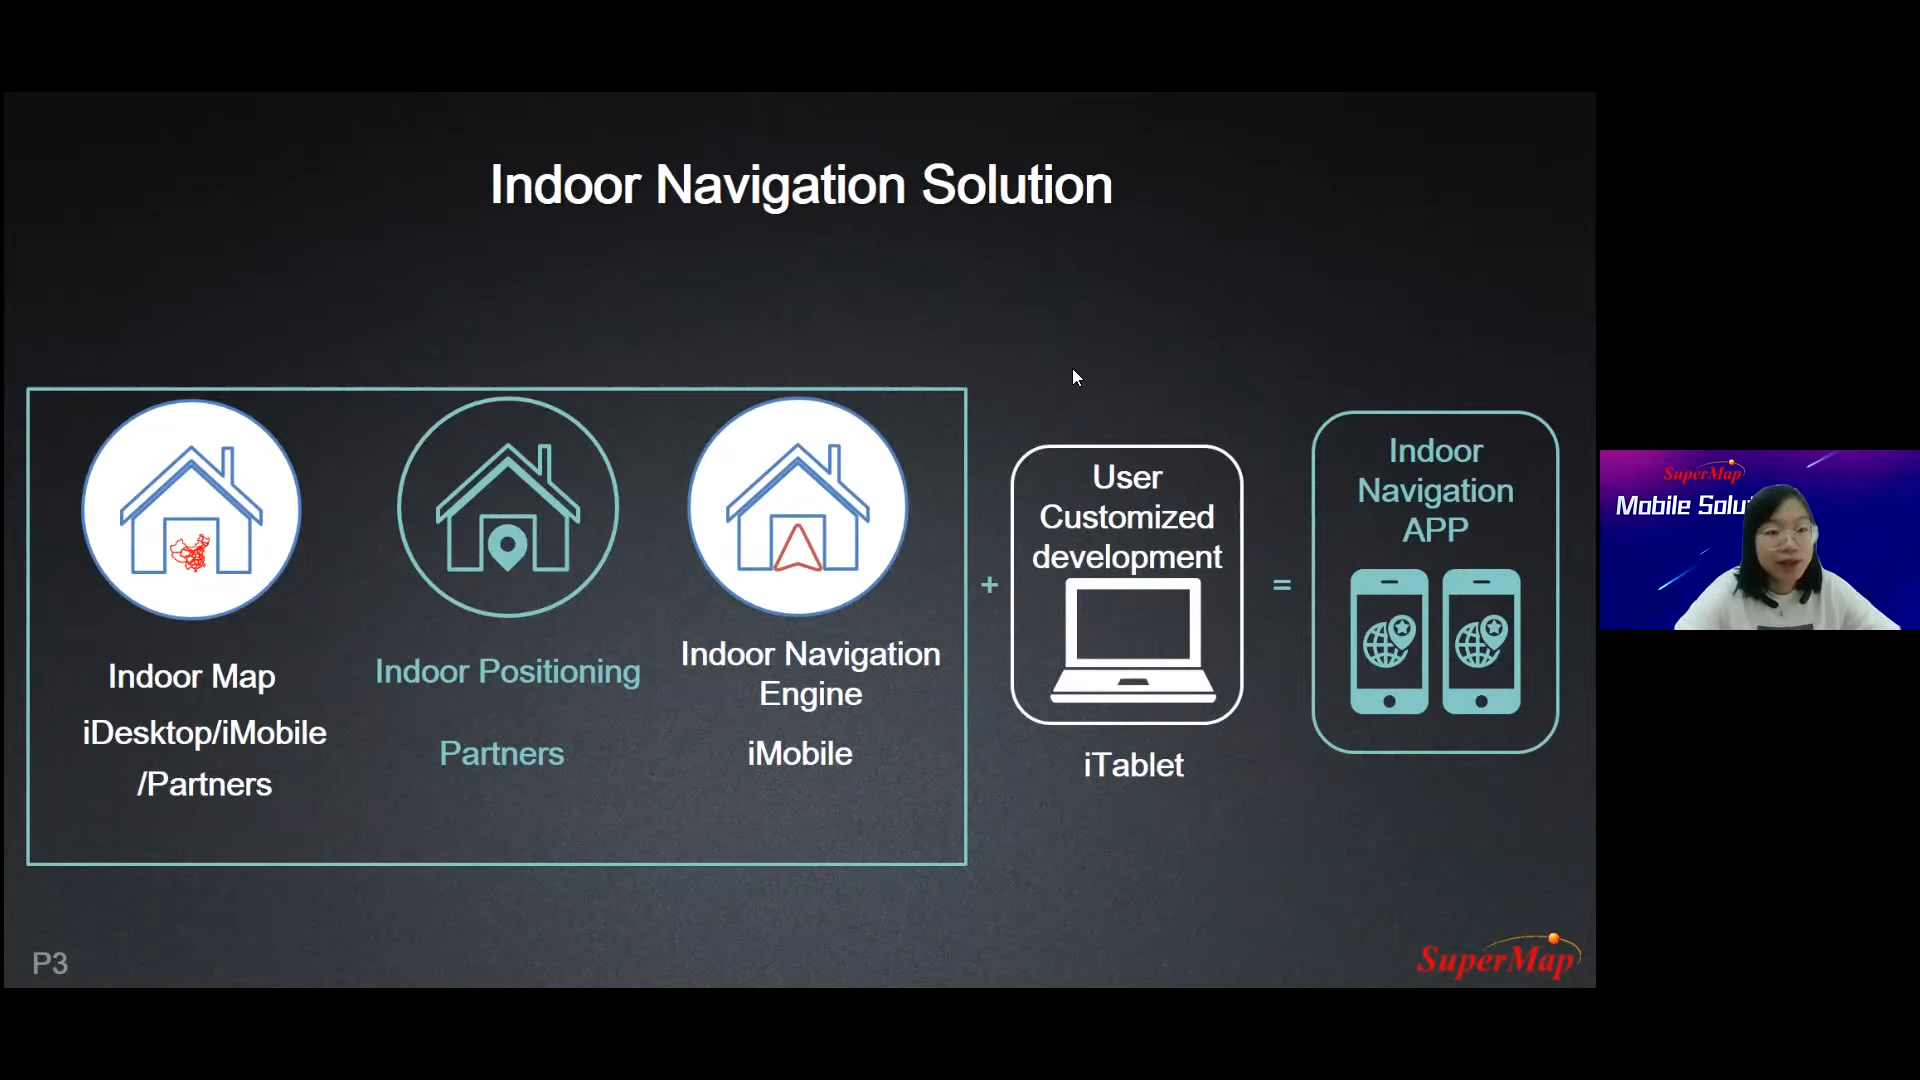 Indoor Navigation Solution
Indoor Map
iDesktop/iMobile
/Partners
Indoor Positioning
Partners
Indoor Navigation
Engine
iMobile
+
User
Customized
development
iTablet
=
Indoor
Navigation
APP
P3
SuperMap
SuperMap
Mobile Solu